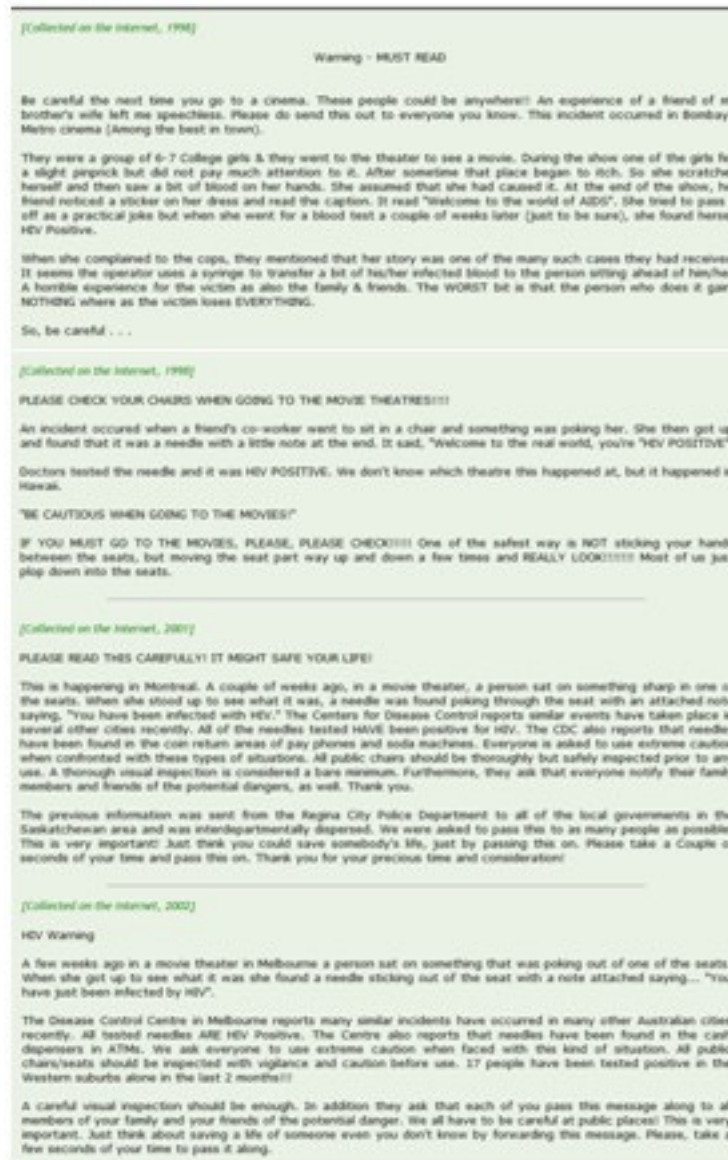 [Collected on the Internet, 1998]
Warning - MUST READ
Be careful the next time you go to a cinema. These people could be anywhere!! An experience of a friend of
brother's wife left me speechless. Please do send this out to everyone you know. This incident occurred in Bombay
Metro cinema (Among the best in town).
They were a group of 6-7 College girls & they went to the theater to see a movie. During the show one of the girls
a slight pinprick but did not pay much attention to it. After sometime that place began to itch. So she
herself and then saw a bit of blood on her hands. She assumed that she had caused it. At the end of the show,
friend noticed a sticker on her dress and read the caption. It read "Welcome to the world of AIDS". She tried to pass
off as a practical joke but when she went for a blood test a couple of weeks later (just to be sure), she found
HIV Positive.
When she complained to the cops, they mentioned that her story was one of the many such cases they had
It seems the operator uses a syringe to transfer a bit of his/her infected blood to the person sitting ahead of
A horrible experience for the victim as also the family & friends. The WORST bit is that the person who does it
NOTHING where as the victim loses EVERYTHING.
So, be careful . . .
[Collected on the Internet, 1998]
PLEASE CHECK YOUR CHAIRS WHEN GOING TO THE MOVIE THEATRES!!!!
An incident occured when a friend's co-worker went to sit in a chair and something was poking her. She then got
and found that it was a needle with a little note at the end. It said, "Welcome to the real world, you're "HIV POSITIVE"
Doctors tested the needle and it was HIV POSITIVE. We don't know which theatre this happened at, but it happened
Hawaii.
"BE CAUTIOUS WHEN GOING TO THE MOVIES!"
IF YOU MUST GO TO THE MOVIES, PLEASE, PLEASE CHECK!!!!! One of the safest way is NOT sticking your
between the seats, but moving the seat part way up and down a few times and REALLY LOOK!!!!!! Most of us
plop down into the seats.
[Collected on the Internet, 2001]
PLEASE READ THIS CAREFULLY! IT MIGHT SAFE YOUR LIFE!
This is happening in Montreal. A couple of weeks ago, in a movie theater, a person sat on something sharp in one
the seats. When she stood up to see what it was, a needle was found poking through the seat with an attached
saying, "You have been infected with HIV." The Centers for Disease Control reports similar events have taken place
several other cities recently. All of the needles tested HAVE been positive for HIV. The CDC also reports that
have been found in the coin return areas of pay phones and soda machines. Everyone is asked to use extreme
when confronted with these types of situations. All public chairs should be thoroughly but safely inspected prior to
use. A thorough visual inspection is considered a bare minimum. Furthermore, they ask that everyone notify their
members and friends of the potential dangers, as well. Thank you.
The previous information was sent from the Regina City Police Department to all of the local governments in
Saskatchewan area and was interdepartmentally dispersed. We were asked to pass this to as many people as possible
This is very important! Just think you could save somebody's life, just by passing this on. Please take a Couple
seconds of your time and pass this on. Thank you for your precious time and consideration!
[Collected on the Internet, 2002]
HIV Warning
A few weeks ago in a movie theater in Melbourne a person sat on something that was poking out of one of the seats
When she got up to see what it was she found a needle sticking out of the seat with a note attached saying... "You
have just been infected by HIV".
The Disease Control Centre in Melbourne reports many similar incidents have occurred in many other Australian
recently. All tested needles ARE HIV Positive. The Centre also reports that needles have been found in the
dispensers in ATMs. We ask everyone to use extreme caution when faced with this kind of situation. All
chairs/seats should be inspected with vigilance and caution before use. 17 people have been tested positive in
Western suburbs alone in the last 2 months!!!
A careful visual inspection should be enough. In addition they ask that each of you pass this message along to
members of your family and your friends of the potential danger. We all have to be careful at public places! This is very
important. Just think about saving a life of someone even you don't know by forwarding this message. Please, take
few seconds of your time to pass it along.